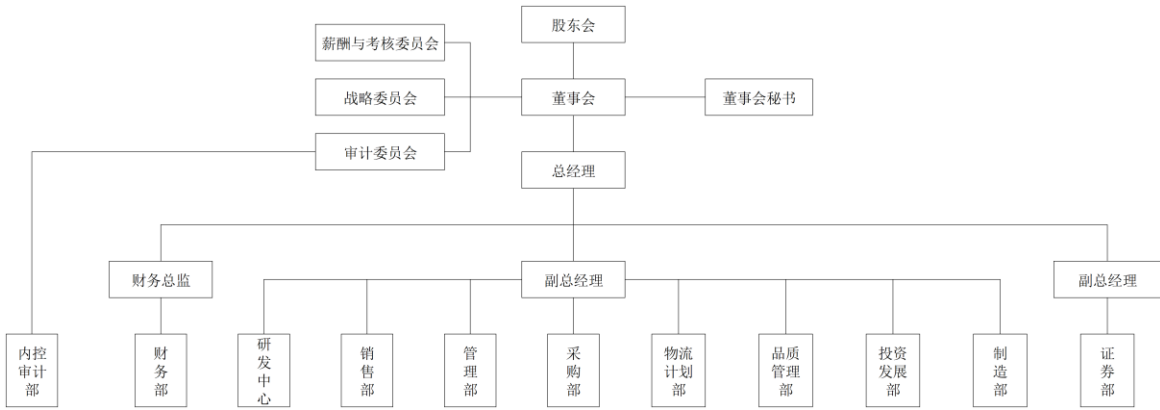 股东会
薪酬与考核委员会
战略委员会
董事会
董事会秘书
审计委员会
总经理
财务总监
副总经理
副总经理
内控
审计
部
财
务
部
研
发
中
心
销
售
部
管
理
部
采
购
部
物流
计划
部
品质
管理
部
投资
发展
部
制
造
部
证
券
部